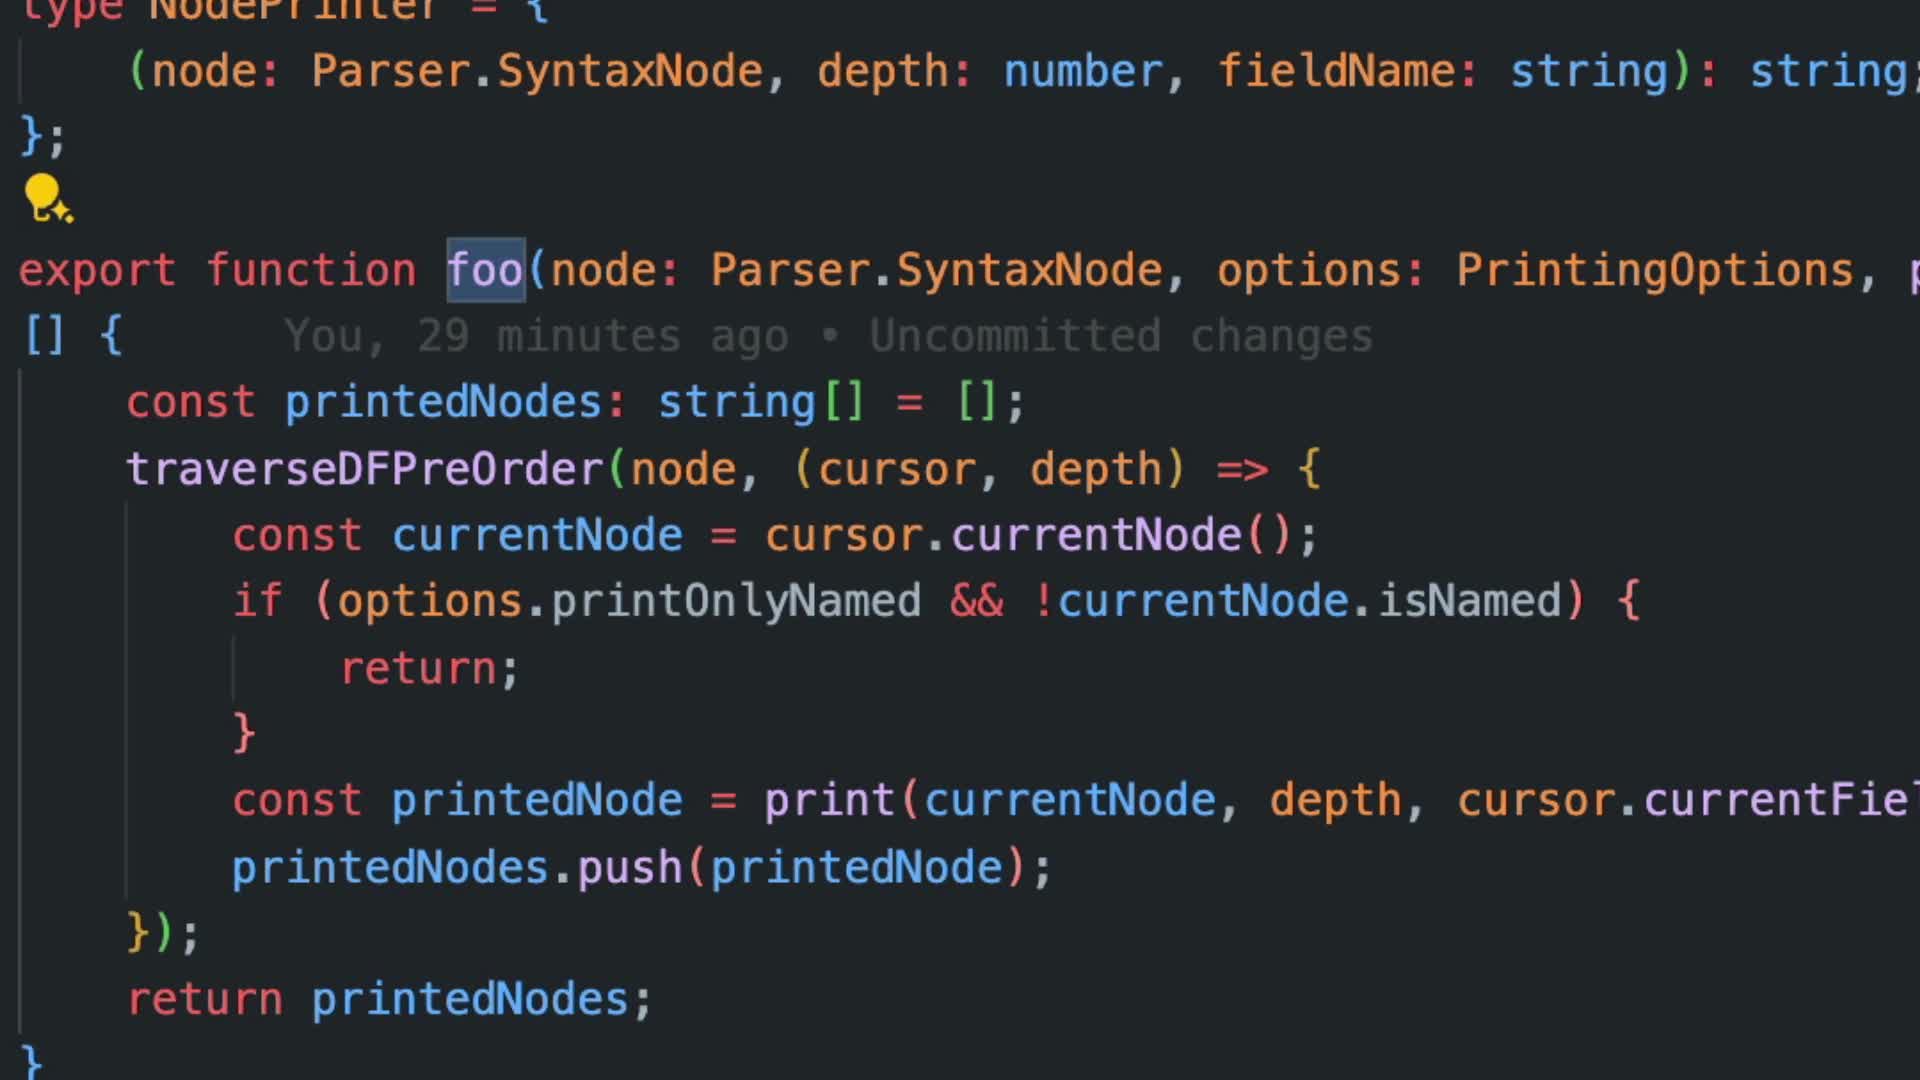 type NodePrinter = {
(node: Parser.SyntaxNode, depth: number, fieldName: string): string;
};
export function foo(node: Parser.SyntaxNode, options: PrintingOptions, p
[] { You, 29 minutes ago • Uncommitted changes
const printedNodes: string[] = [];
traverseDFPreOrder(node, (cursor, depth) => {
const currentNode = cursor.currentNode();
if (options.printOnlyNamed && !currentNode.isNamed) {
return;
}
const printedNode = print(currentNode, depth, cursor.currentFiel
printedNodes.push(printedNode);
});
return printedNodes;
}